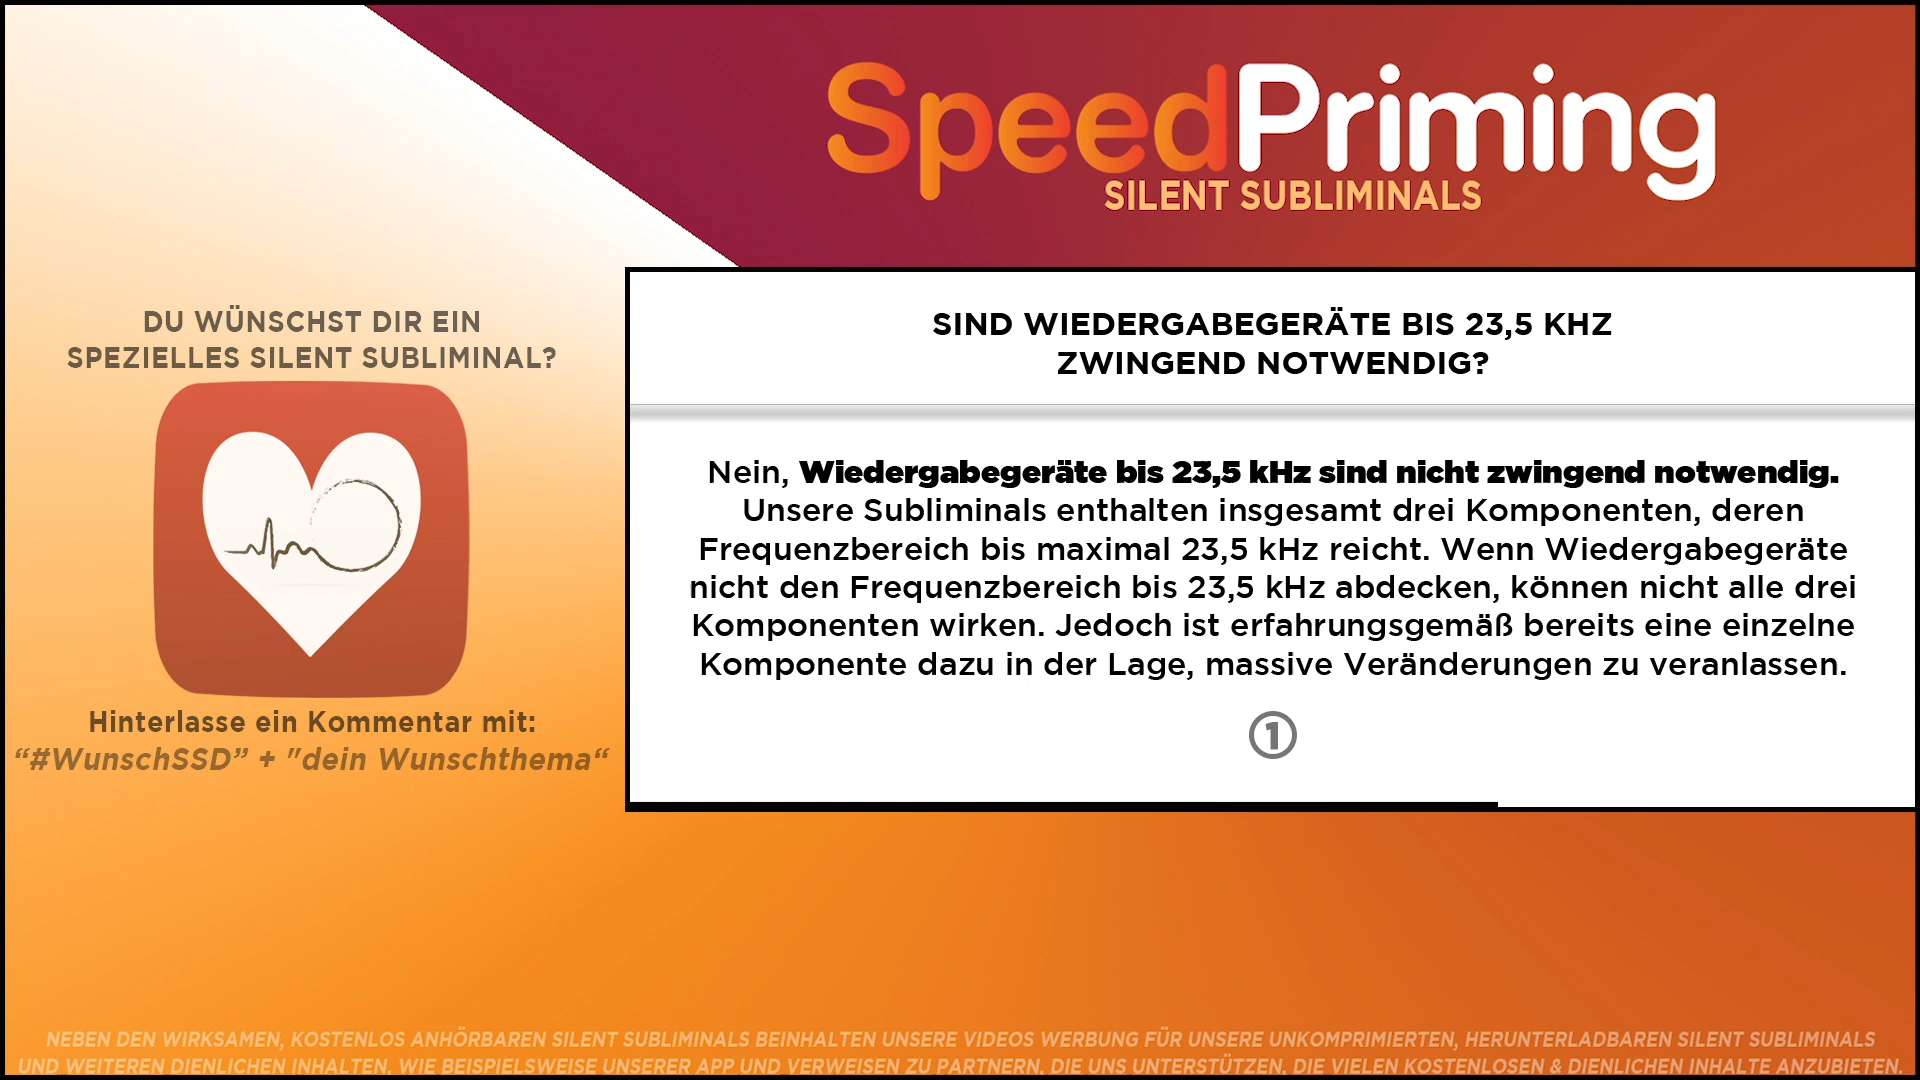 SpeedPriming
SILENT SUBLIMINALS
DU WÜNSCHST DIR EIN
SPEZIELLES SILENT SUBLIMINAL?
Hinterlasse ein Kommentar mit:
“#WunschSSD” + "dein Wunschthema“
SIND WIEDERGABEGERÄTE BIS 23,5 KHZ
ZWINGEND NOTWENDIG?
Nein, Wiedergabegeräte bis 23,5 kHz sind nicht zwingend notwendig.
Unsere Subliminals enthalten insgesamt drei Komponenten, deren
Frequenzbereich bis maximal 23,5 kHz reicht. Wenn Wiedergabegeräte
nicht den Frequenzbereich bis 23,5 kHz abdecken, können nicht alle drei
Komponenten wirken. Jedoch ist erfahrungsgemäß bereits eine einzelne
Komponente dazu in der Lage, massive Veränderungen zu veranlassen.
①
NEBEN DEN WIRKSAMEN, KOSTENLOS ANHÖRBAREN SILENT SUBLIMINALS BEINHALTEN UNSERE VIDEOS WERBUNG FÜR UNSERE UNKOMPRIMIERTEN, HERUNTERLADBAREN SILENT SUBLIMINALS
UND WEITEREN DIENLICHEN INHALTEN, WIE BEISPIELSWEISE UNSERER APP UND VERWEISEN ZU PARTNERN, DIE UNS UNTERSTÜTZEN, DIE VIELEN KOSTENLOSEN & DIENLICHEN INHALTE ANZUBIETEN.